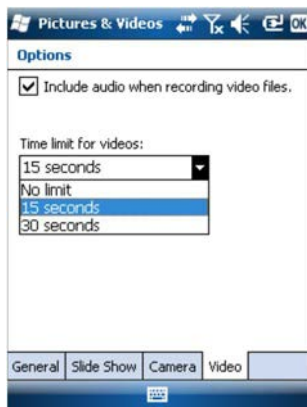 Pictures & Videos OK
Options
Include audio when recording video files.
Time limit for videos:
15 seconds
No limit
15 seconds
30 seconds
General Slide Show Camera Video